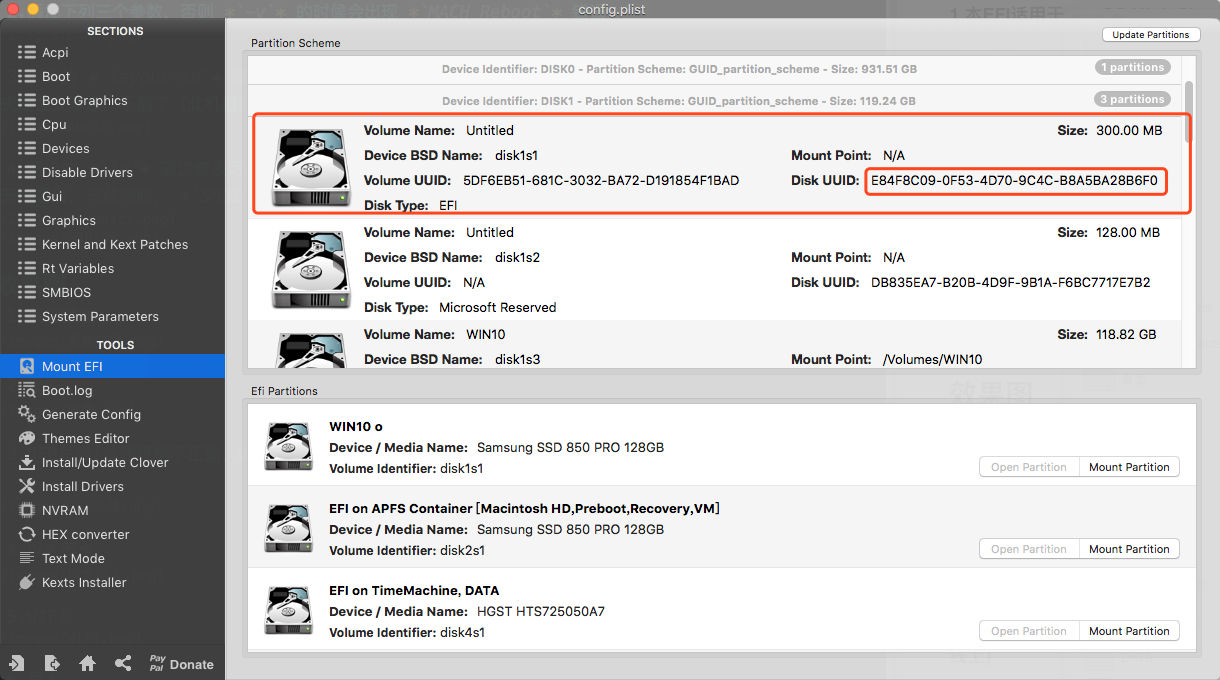 config.plist
SECTIONS
Acpi
Boot
Boot Graphics
Cpu
Devices
Disable Drivers
Gui
Graphics
Kernel and Kext Patches
Rt Variables
SMBIOS
System Parameters
TOOLS
Mount EFI
Boot.log
Generate Config
Themes Editor
Install/Update Clover
Install Drivers
NVRAM
HEX converter
Text Mode
Kexts Installer
Pay Pal Donate
Partition Scheme
Update Partitions
Device Identifier: DISK0 - Partition Scheme: GUID_partition_scheme - Size: 931.51 GB 1 partitions
Device Identifier: DISK1 - Partition Scheme: GUID_partition_scheme - Size: 119.24 GB 3 partitions
Volume Name: Untitled Size: 300.00 MB
Device BSD Name: disk1s1 Mount Point: N/A
Volume UUID: 5DF6EB51-681C-3032-BA72-D191854F1BAD Disk UUID: E84F8C09-0F53-4D70-9C4C-B8A5BA28B6F0
Disk Type: EFI
Volume Name: Untitled Size: 128.00 MB
Device BSD Name: disk1s2 Mount Point: N/A
Volume UUID: N/A Disk UUID: DB835EA7-B20B-4D9F-9B1A-F6BC7717E7B2
Disk Type: Microsoft Reserved
Volume Name: WIN10 Size: 118.82 GB
Device BSD Name: disk1s3 Mount Point: /Volumes/WIN10
Efi Partitions
WIN10 o
Device / Media Name: Samsung SSD 850 PRO 128GB
Volume Identifier: disk1s1
Open Partition Mount Partition
EFI on APFS Container [Macintosh HD,Preboot,Recovery,VM]
Device / Media Name: Samsung SSD 850 PRO 128GB
Volume Identifier: disk2s1
Open Partition Mount Partition
EFI on TimeMachine, DATA
Device / Media Name: HGST HTS725050A7
Volume Identifier: disk4s1
Open Partition Mount Partition